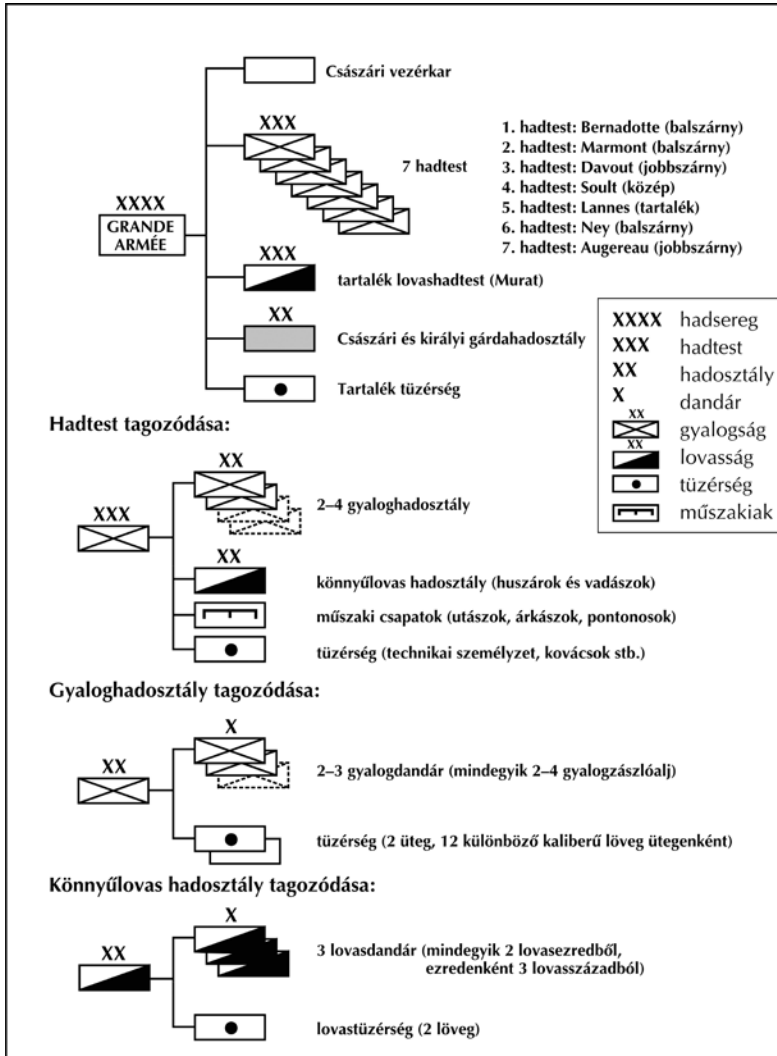 Császári vezérkar
XXX
7 hadtest
1. hadtest: Bernadotte (balszárny)
2. hadtest: Marmont (balszárny)
3. hadtest: Davout (jobbszárny)
4. hadtest: Soult (közép)
5. hadtest: Lannes (tartalék)
6. hadtest: Ney (balszárny)
7. hadtest: Augereau (jobbszárny)
XXXX
GRANDE
ARMÉE
XXX
tartalék lovashadtest (Murat)
XX
Császári és királyi gárdahadosztály
Tartalék tüzérség
XXXX hadsereg
XXX hadtest
XX hadosztály
X dandár
XX gyalogság
XX lovasság
tüzérség
műszakiak
Hadtest tagozódása:
XXX
XX
2–4 gyaloghadosztály
XX
könnyűlovas hadosztály (huszárok és vadászok)
műszaki csapatok (utászok, árkászok, pontonosok)
tüzérség (technikai személyzet, kovácsok stb.)
Gyaloghadosztály tagozódása:
XX
X
2–3 gyalogdandár (mindegyik 2–4 gyalogzászlóalj)
tüzérség (2 üteg, 12 különböző kaliberű löveg ütegenként)
Könnyűlovas hadosztály tagozódása:
XX
X
3 lovasdandár (mindegyik 2 lovasezredből,
ezredenként 3 lovasszázadból)
lovastüzérség (2 löveg)